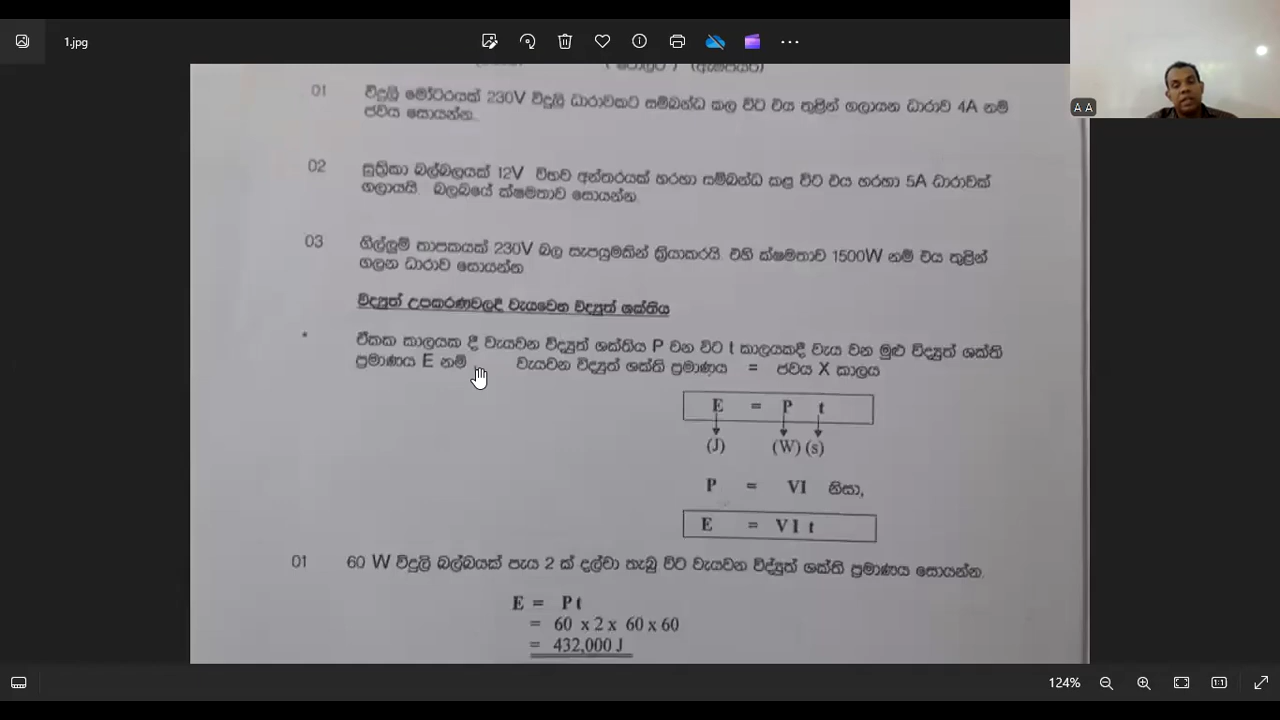 1.jpg
A A
01 විදුලි මෝටරයක් 230V විදුලි ධාරාවකට සම්බන්ධ කල විට එය තුළින් ගලායන ධාරාව 4A නම්
ජවය සොයන්න.
02 සූත්‍රිකා බල්බලයක් 12V විභව අන්තරයක් හරහා සම්බන්ධ කළ විට එය හරහා 5A ධාරාවක්
ගලායයි. බලබයේ ක්ෂමතාව සොයන්න.
03 ගිල්ලුම් තාපකයක් 230V බල සැපයුමකින් ක්‍රියාකරයි. එහි ක්ෂමතාව 1500W නම් එය තුළින්
ගලන ධාරාව සොයන්න
විද්‍යුත් උපකරණවලදී වැයවෙන විද්‍යුත් ශක්තිය
* ඒකක කාලයක දී වැයවන විද්‍යුත් ශක්තිය P වන විට t කාලයකදී වැය වන මුළු විද්‍යුත් ශක්ති
ප්‍රමාණය E නම් වැයවන විද්‍යුත් ශක්ති ප්‍රමාණය = ජවය X කාලය
E = P t
(J) (W) (s)
P = VI නිසා,
E = V I t
01 60 W විදුලි බල්බයක් පැය 2 ක් දල්වා තැබු විට වැයවන විද්‍යුත් ශක්ති ප්‍රමාණය සොයන්න.
E = P t
= 60 x 2 x 60 x 60
= 432,000 J
124%
1:1